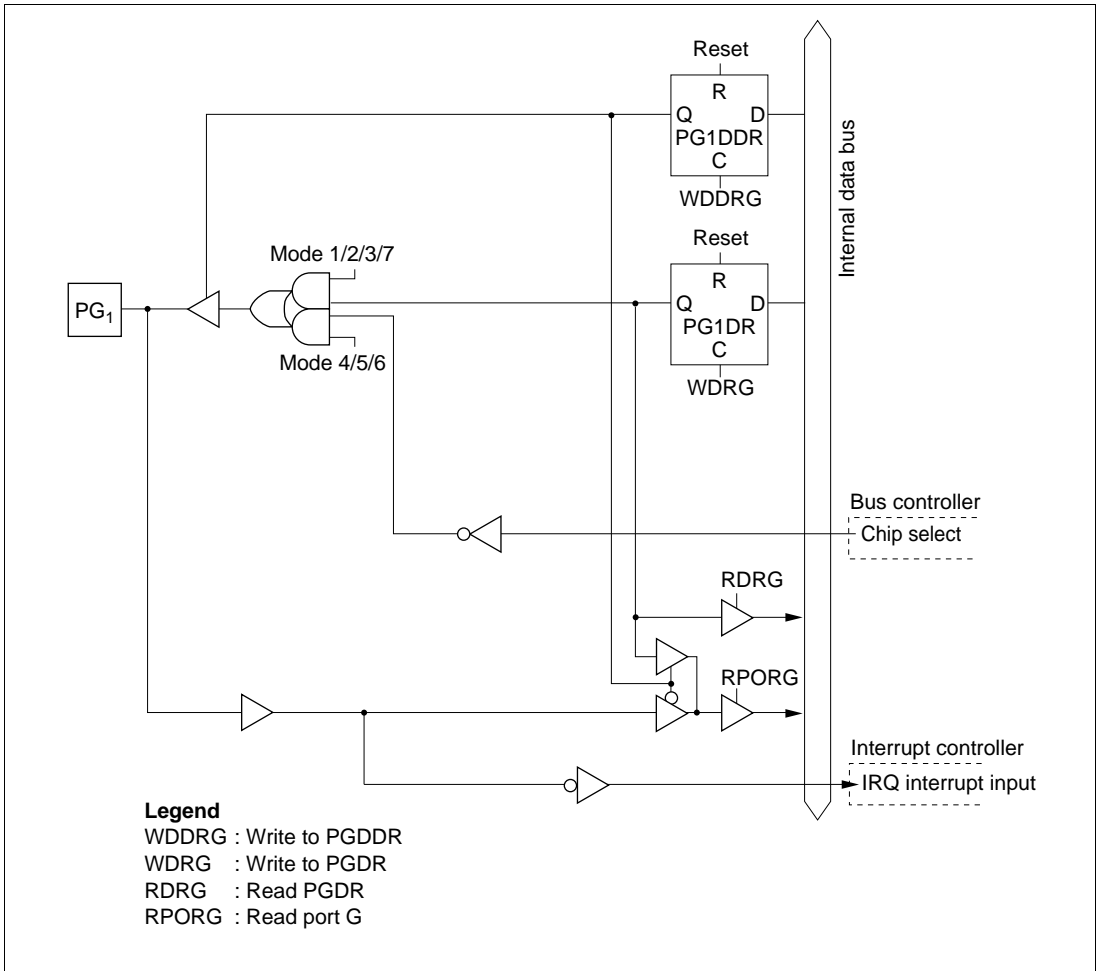 Reset
R
Q D
PG1DDR
C
WDDRG
Internal data bus
Reset
Mode 1/2/3/7
R
Q D
PG₁
PG1DR
C
Mode 4/5/6
WDRG
Bus controller
Chip select
RDRG
RPORG
Interrupt controller
IRQ interrupt input
Legend
WDDRG : Write to PGDDR
WDRG : Write to PGDR
RDRG : Read PGDR
RPORG : Read port G